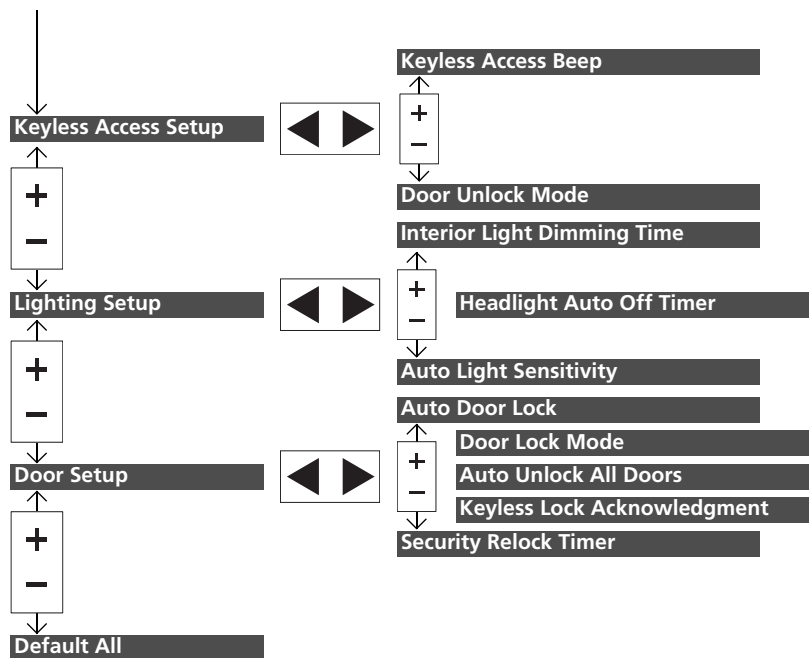 Keyless Access Beep
Keyless Access Setup
+
−
Door Unlock Mode
+
−
Interior Light Dimming Time
Lighting Setup
+
−
Headlight Auto Off Timer
Auto Light Sensitivity
+
−
Auto Door Lock
Door Lock Mode
Door Setup
+
−
Auto Unlock All Doors
Keyless Lock Acknowledgment
Security Relock Timer
+
−
Default All